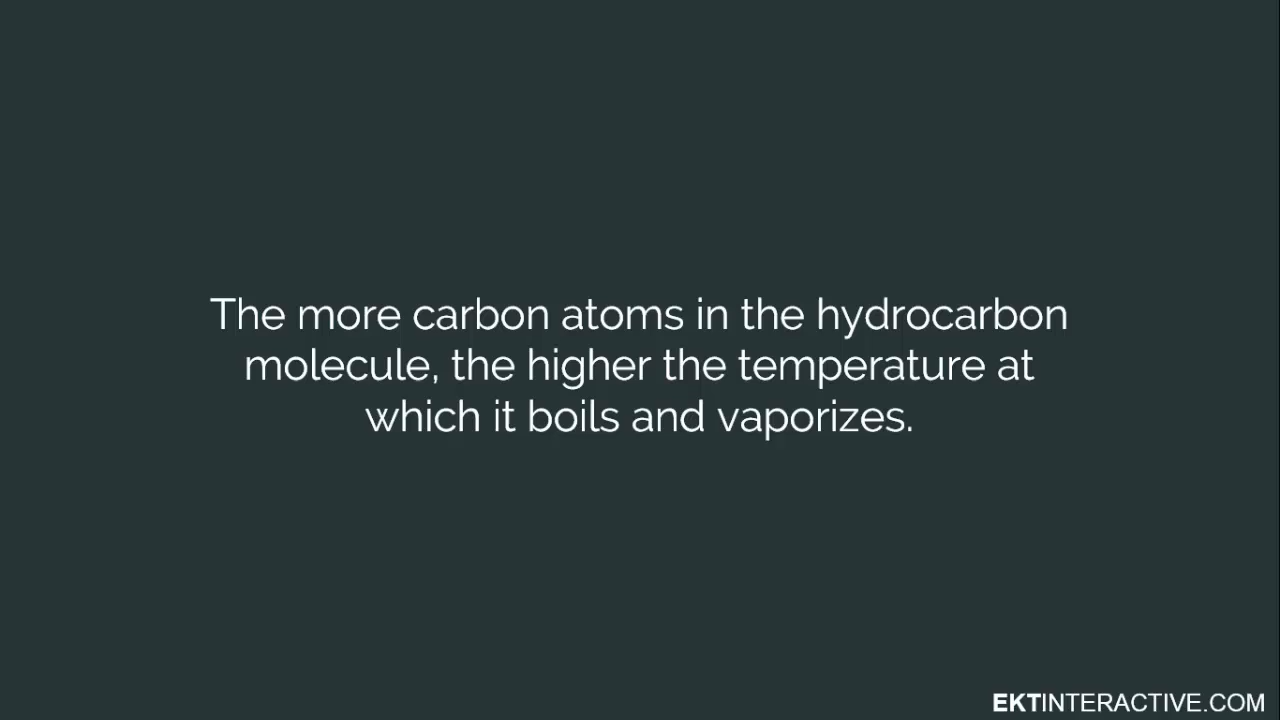 The more carbon atoms in the hydrocarbon
molecule, the higher the temperature at
which it boils and vaporizes.
EKTINTERACTIVE.COM